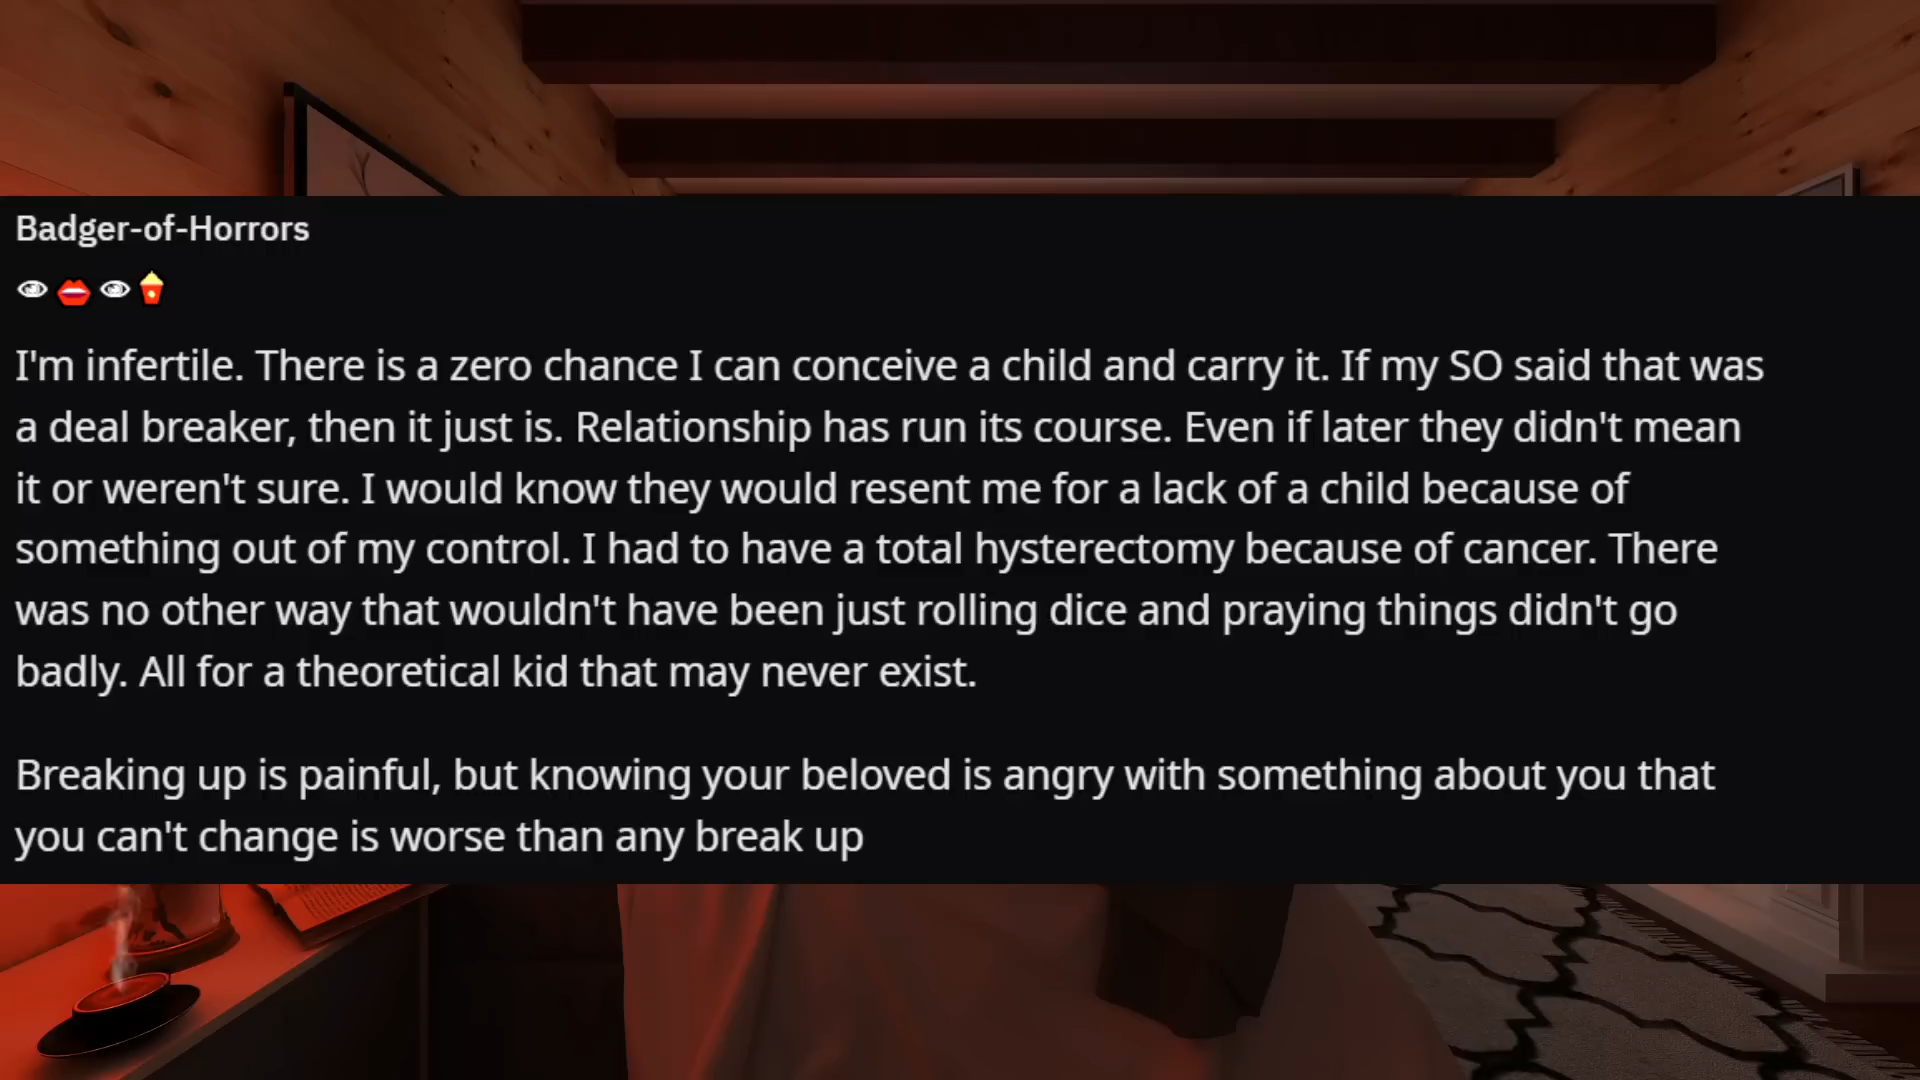 Badger-of-Horrors
👁️👄👁️🍿
I'm infertile. There is a zero chance I can conceive a child and carry it. If my SO said that was
a deal breaker, then it just is. Relationship has run its course. Even if later they didn't mean
it or weren't sure. I would know they would resent me for a lack of a child because of
something out of my control. I had to have a total hysterectomy because of cancer. There
was no other way that wouldn't have been just rolling dice and praying things didn't go
badly. All for a theoretical kid that may never exist.
Breaking up is painful, but knowing your beloved is angry with something about you that
you can't change is worse than any break up